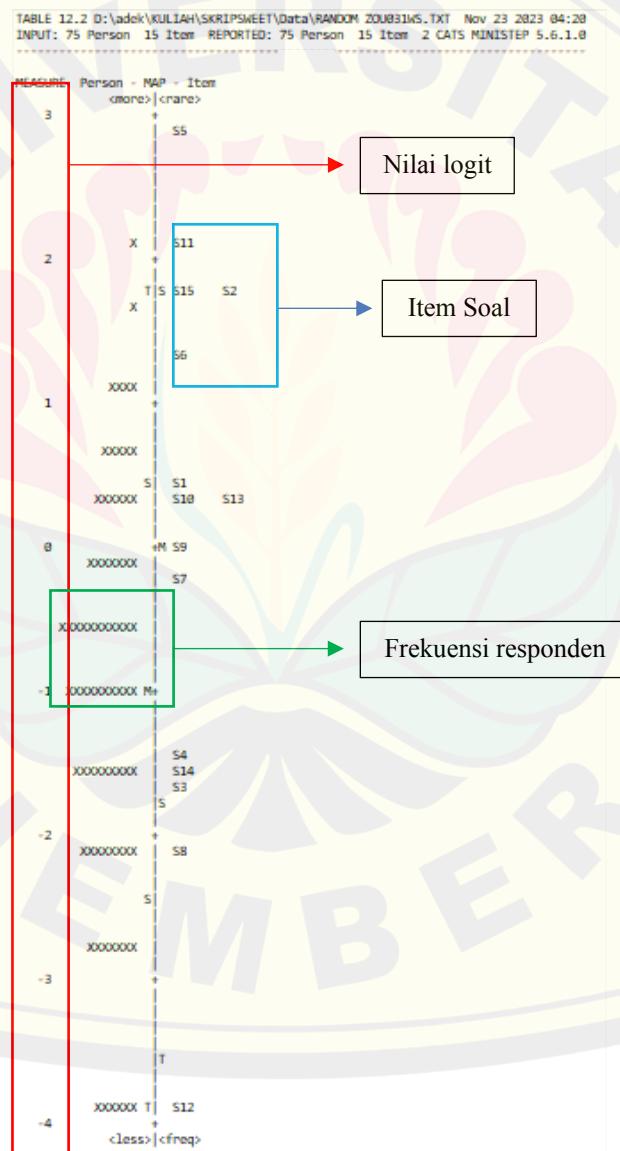 TABLE 12.2 D:\adek\KULIAH\SKRIPSWEET\Data\RANDOM ZOU031WS.TXT Nov 23 2023 04:20
INPUT: 75 Person 15 Item REPORTED: 75 Person 15 Item 2 CATS MINISTEP 5.6.1.0
MEASURE Person - MAP - Item
<more>|<rare>
3 +
| S5
Nilai logit
X | S11
2 +
T|S S15 S2
X |
Item Soal
| S6
XXXX |
1 +
XXXXX |
S| S1
XXXXXX | S10 S13
0 +M S9
XXXXXXX |
| S7
XXXXXXXXXXX |
Frekuensi responden
-1 XXXXXXXXXX M+
| S4
XXXXXXXXX | S14
| S3
|S
-2 +
XXXXXXXX | S8
S|
XXXXXXX |
-3 +
|T
XXXXXX T| S12
-4 +
<less>|<freq>